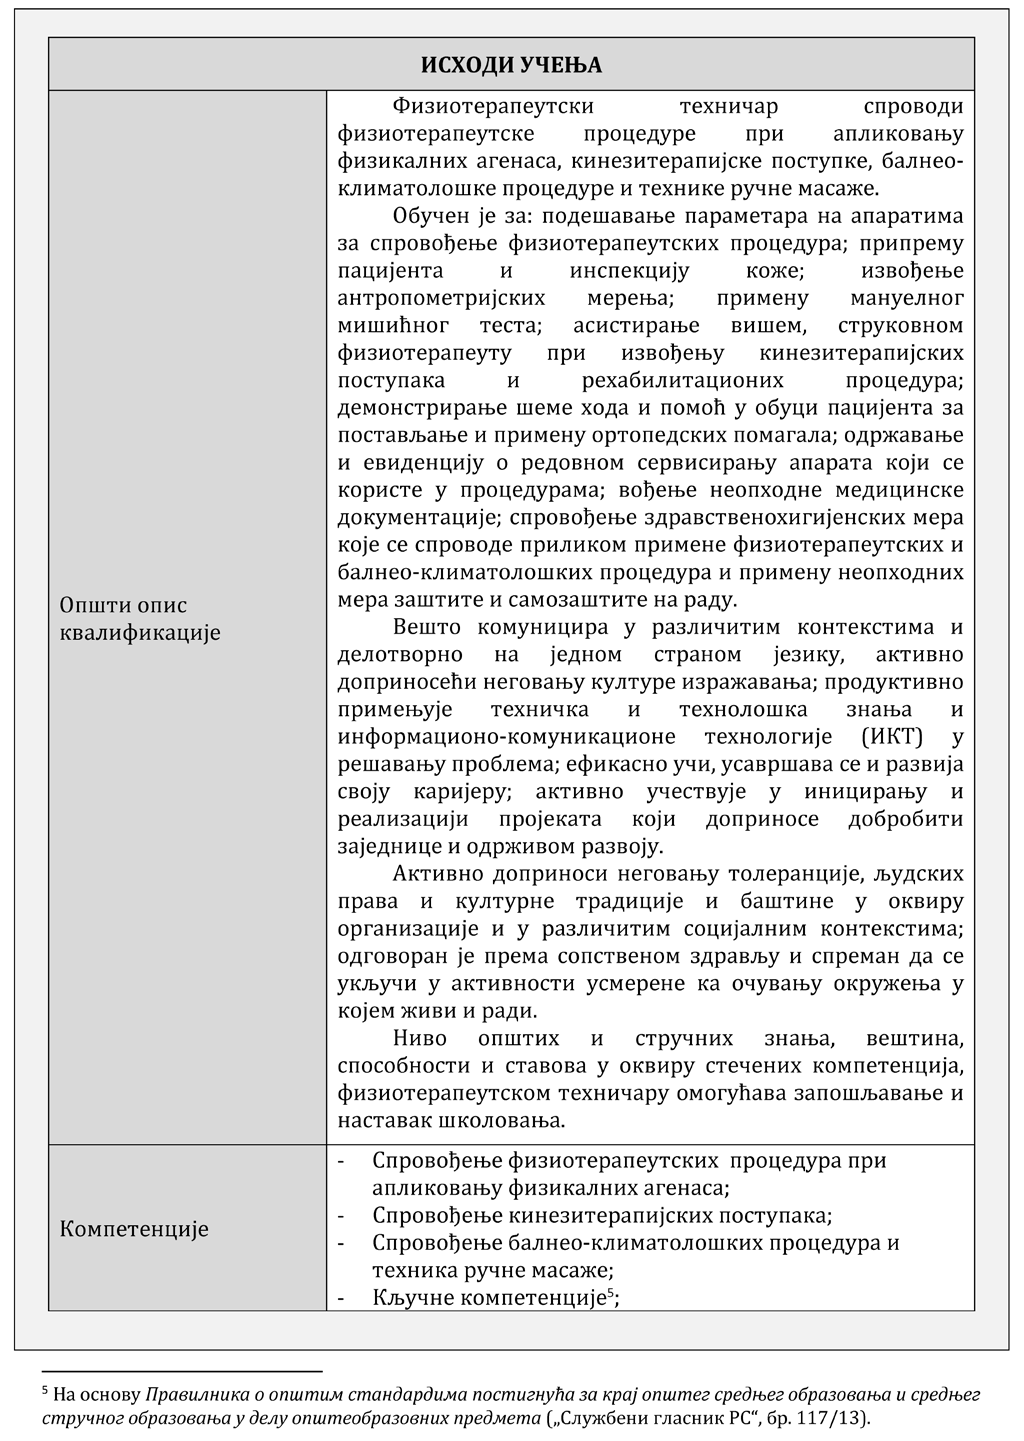 ИСХОДИ УЧЕЊА
Општи опис
квалификације
Физиотерапеутски техничар спроводи
физиотерапеутске процедуре при апликовању
физикалних агенаса, кинезитерапијске поступке, балнео-
климатолошке процедуре и технике ручне масаже.
Обучен је за: подешавање параметара на апаратима
за спровођење физиотерапеутских процедура; припрему
пацијента и инспекцију коже; извођење
антропометријских мерења; примену мануелног
мишићног теста; асистирање вишем, струковном
физиотерапеуту при извођењу кинезитерапијских
поступака и рехабилитационих процедура;
демонстрирање шеме хода и помоћ у обуци пацијента за
постављање и примену ортопедских помагала; одржавање
и евиденцију о редовном сервисирању апарата који се
користе у процедурама; вођење неопходне медицинске
документације; спровођење здравственохигијенских мера
које се спроводе приликом примене физиотерапеутских и
балнео-климатолошких процедура и примену неопходних
мера заштите и самозаштите на раду.
Вешто комуницира у различитим контекстима и
делотворно на једном страном језику, активно
доприносећи неговању културе изражавања; продуктивно
примењује техничка и технолошка знања и
информационо-комуникационе технологије (ИКТ) у
решавању проблема; ефикасно учи, усавршава се и развија
своју каријеру; активно учествује у иницирању и
реализацији пројеката који доприносе добробити
заједнице и одрживом развоју.
Активно доприноси неговању толеранције, људских
права и културне традиције и баштине у оквиру
организације и у различитим социјалним контекстима;
одговоран је према сопственом здрављу и спреман да се
укључи у активности усмерене ка очувању окружења у
којем живи и ради.
Ниво општих и стручних знања, вештина,
способности и ставова у оквиру стечених компетенција,
физиотерапеутском техничару омогућава запошљавање и
наставак школовања.
Компетенције
- Спровођење физиотерапеутских процедура при
апликовању физикалних агенаса;
- Спровођење кинезитерапијских поступака;
- Спровођење балнео-климатолошких процедура и
техника ручне масаже;
- Кључне компетенције⁵;
⁵ На основу Правилника о општим стандардима постигнућа за крај општег средњег образовања и средњег
стручног образовања у делу општеобразовних предмета („Службени гласник РС“, бр. 117/13).